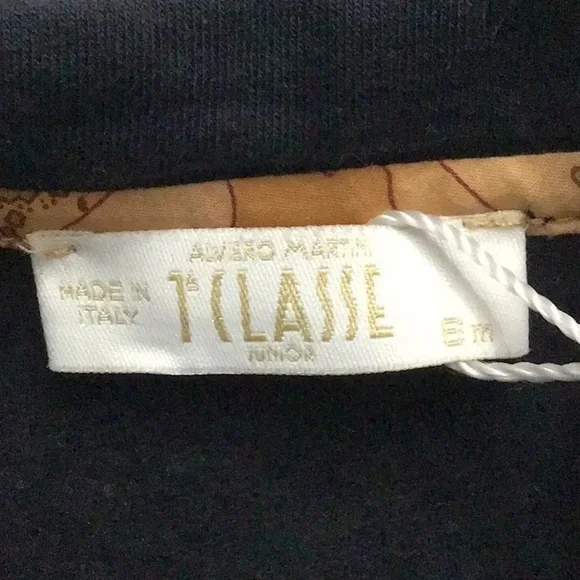 ALVIERO MARTINI
MADE IN
ITALY
1ª CLASSE
JUNIOR
6 m